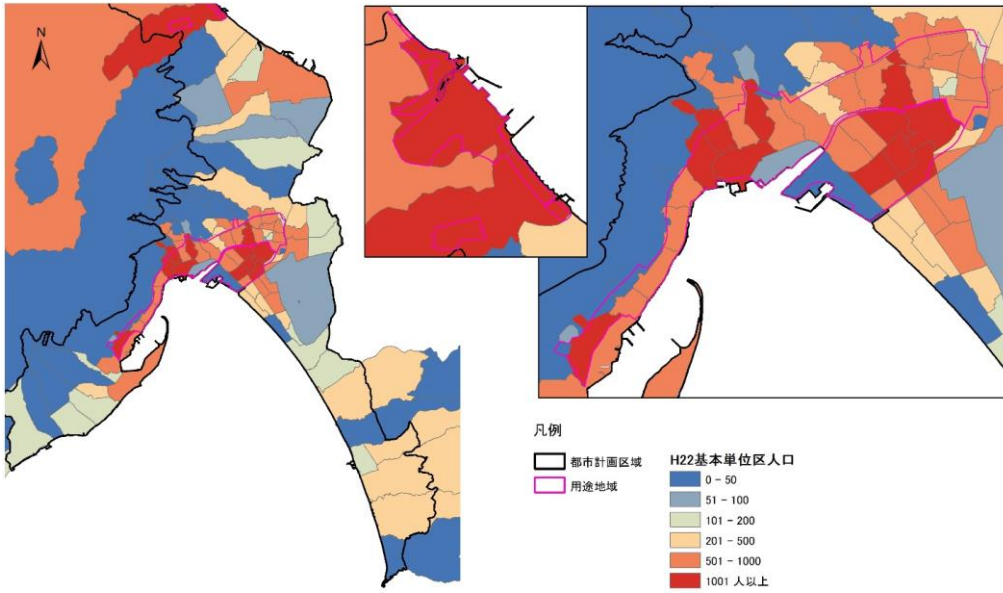 N
凡例
都市計画区域
用途地域
H22基本単位区人口
0 - 50
51 - 100
101 - 200
201 - 500
501 - 1000
1001 人以上